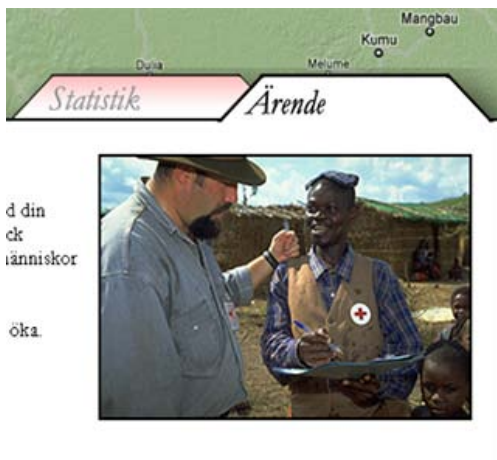 Mangbau
Kumu
Dulia
Melume
Statistik
Ärende
d din
ck
änniskor
öka.